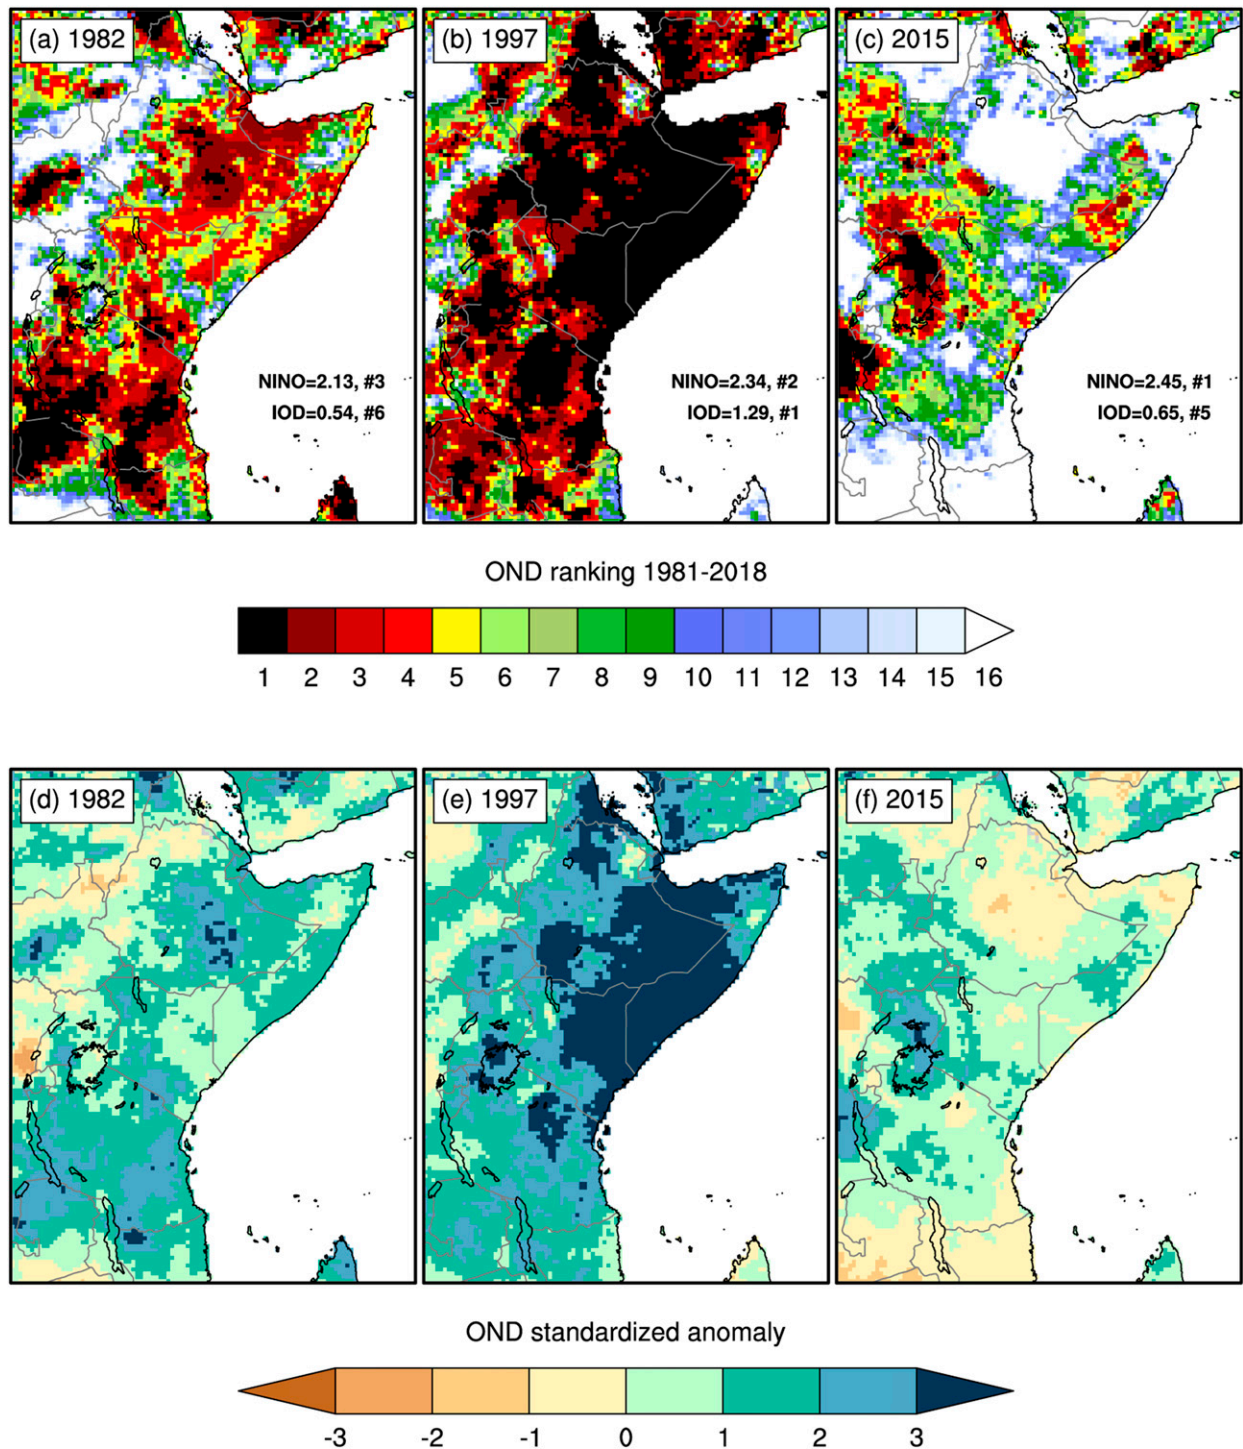 (a) 1982
(b) 1997
(c) 2015
NINO=2.13, #3
IOD=0.54, #6
NINO=2.34, #2
IOD=1.29, #1
NINO=2.45, #1
IOD=0.65, #5
OND ranking 1981-2018
1 2 3 4 5 6 7 8 9 10 11 12 13 14 15 16
(d) 1982
(e) 1997
(f) 2015
OND standardized anomaly
-3 -2 -1 0 1 2 3